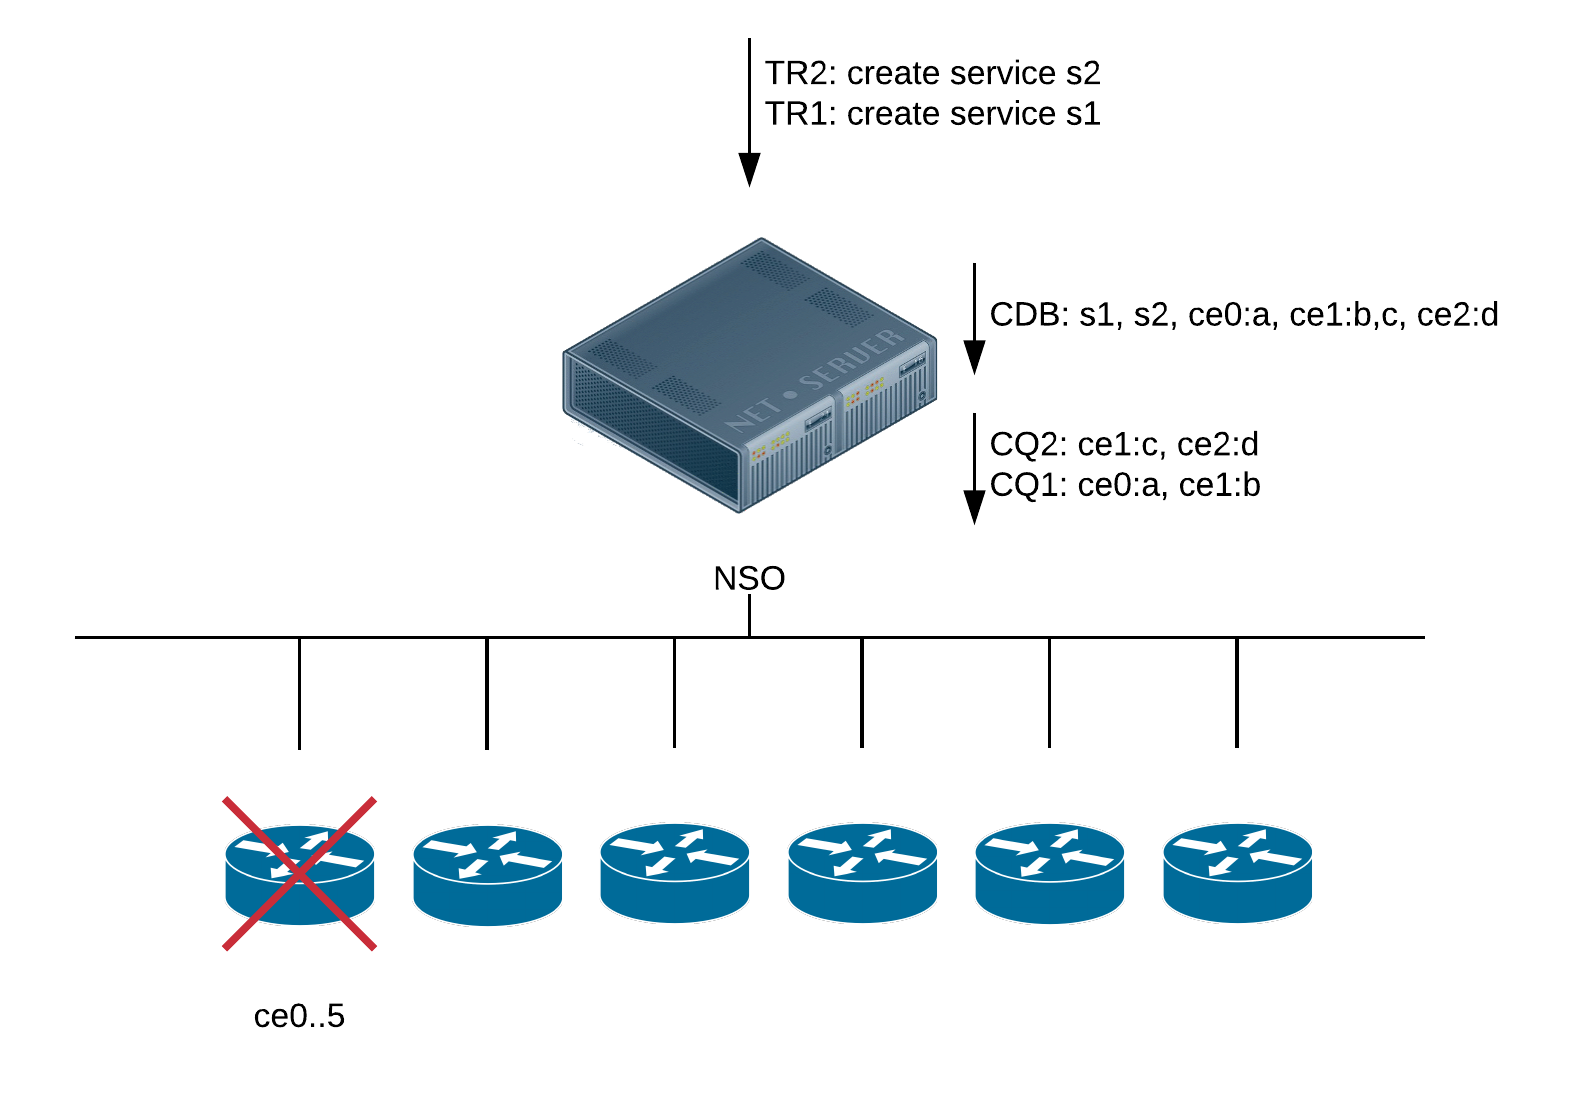 TR2: create service s2
TR1: create service s1
CDB: s1, s2, ce0:a, ce1:b,c, ce2:d
NET • SERVER
CQ2: ce1:c, ce2:d
CQ1: ce0:a, ce1:b
NSO
ce0..5